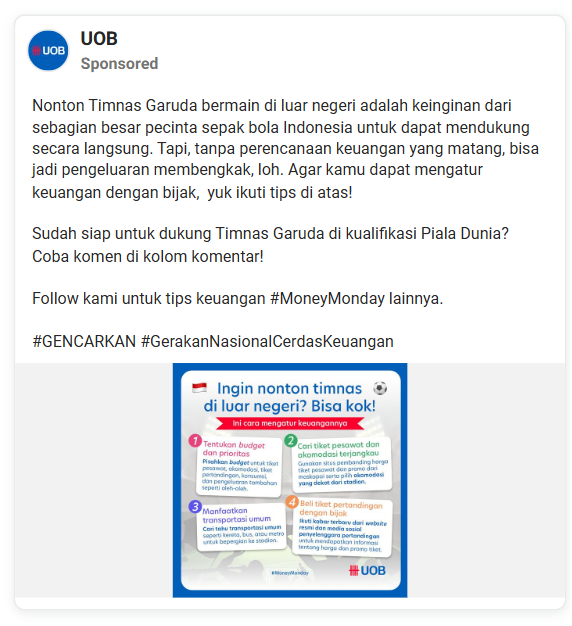 UOB
UOB
Sponsored
Nonton Timnas Garuda bermain di luar negeri adalah keinginan dari
sebagian besar pecinta sepak bola Indonesia untuk dapat mendukung
secara langsung. Tapi, tanpa perencanaan keuangan yang matang, bisa
jadi pengeluaran membengkak, loh. Agar kamu dapat mengatur
keuangan dengan bijak,  yuk ikuti tips di atas!
Sudah siap untuk dukung Timnas Garuda di kualifikasi Piala Dunia?
Coba komen di kolom komentar!
Follow kami untuk tips keuangan #MoneyMonday lainnya.
#GENCARKAN #GerakanNasionalCerdasKeuangan
Ingin nonton timnas
di luar negeri? Bisa kok!
Ini cara mengatur keuangannya
1
Tentukan budget
dan prioritas
Pisahkan budget untuk tiket
pesawat, akomodasi, tiket
pertandingan, konsumsi,
dan pengeluaran tambahan
seperti oleh-oleh.
2
Cari tiket pesawat dan
akomodasi terjangkau
Gunakan situs pembanding harga
tiket pesawat dan promo dari
maskapai serta pilih akomodasi
yang dekat dari stadion.
3
Manfaatkan
transportasi umum
Cari tahu transportasi umum
seperti kereta, bus, atau metro
untuk bepergian ke stadion.
4
Beli tiket pertandingan
dengan bijak
Ikuti kabar terbaru dari website
resmi dan media sosial
penyelenggara pertandingan
untuk mendapatkan informasi
tentang harga dan promo tiket.
#MoneyMonday
UOB